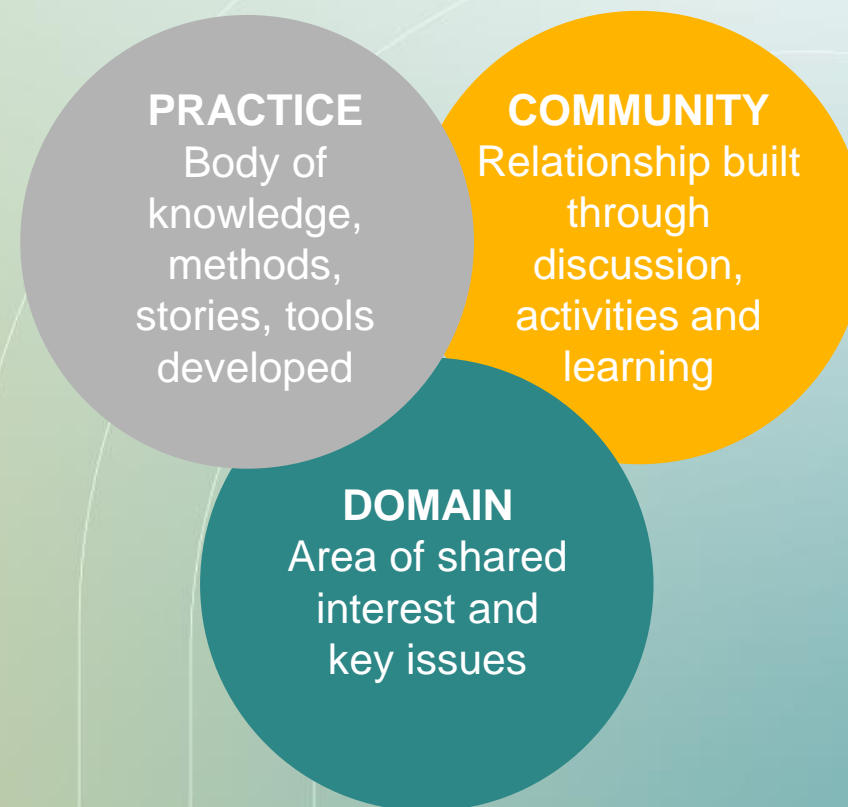 PRACTICE
Body of
knowledge,
methods,
stories, tools
developed
COMMUNITY
Relationship built
through
discussion,
activities and
learning
DOMAIN
Area of shared
interest and
key issues